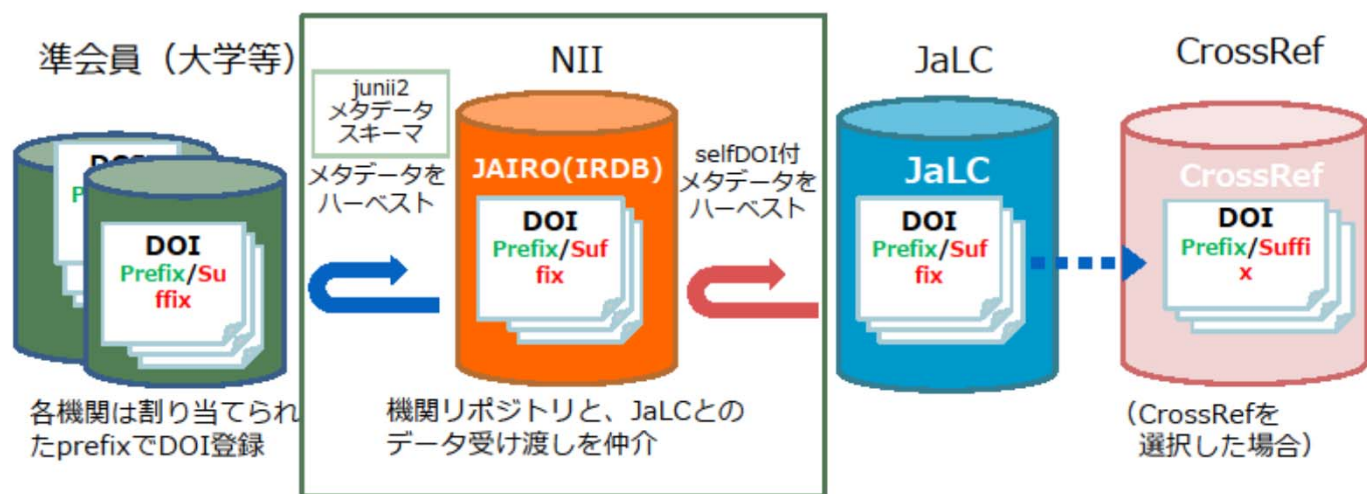 準会員（大学等）
NII
JaLC
CrossRef
junii2
メタデータ
スキーマ
メタデータを
ハーベスト
JAIRO(IRDB)
selfDOI付
メタデータを
ハーベスト
JaLC
CrossRef
DOI
P
DOI
Prefix/Su
ffix
DOI
Prefix/Suf
fix
DOI
Prefix/Suf
fix
DOI
Prefix/Suffi
x
各機関は割り当てられ
たprefixでDOI登録
機関リポジトリと、JaLCとの
データ受け渡しを仲介
（CrossRefを
選択した場合）